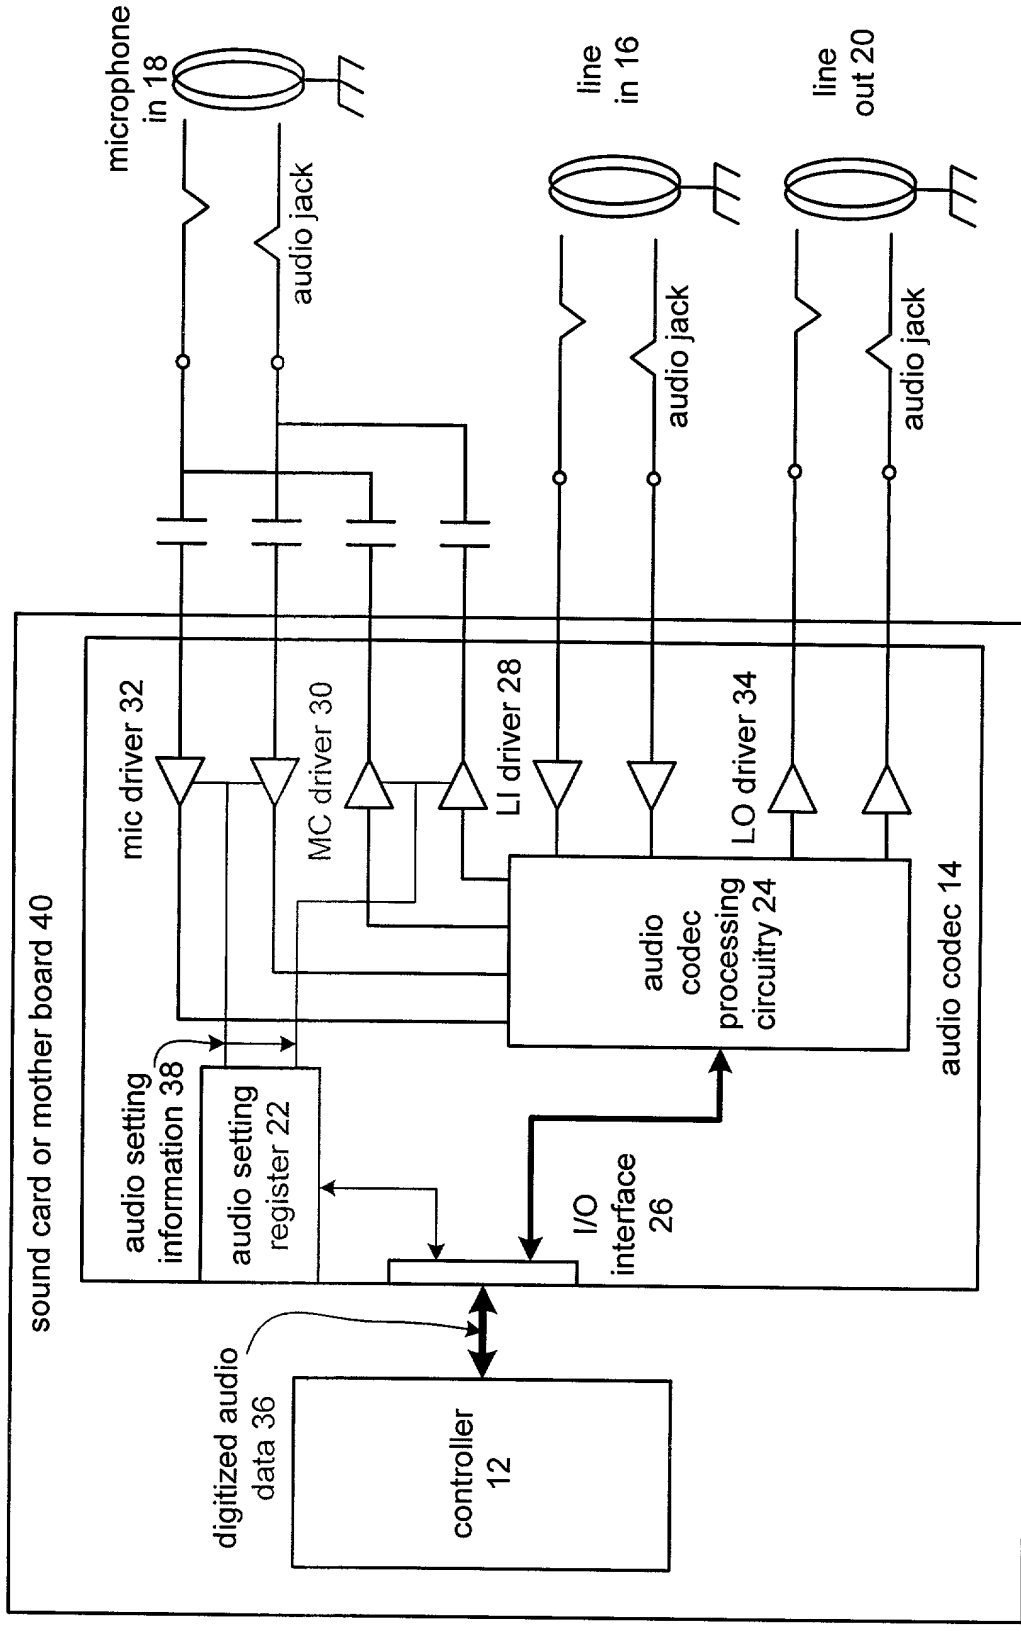 sound card or mother board 40
digitized audio
data 36
controller
12
audio setting
information 38
audio setting
register 22
I/O
interface
26
audio codec 14
audio
codec
processing
circuitry 24
mic driver 32
MC driver 30
LI driver 28
LO driver 34
microphone
in 18
audio jack
line
in 16
audio jack
line
out 20
audio jack